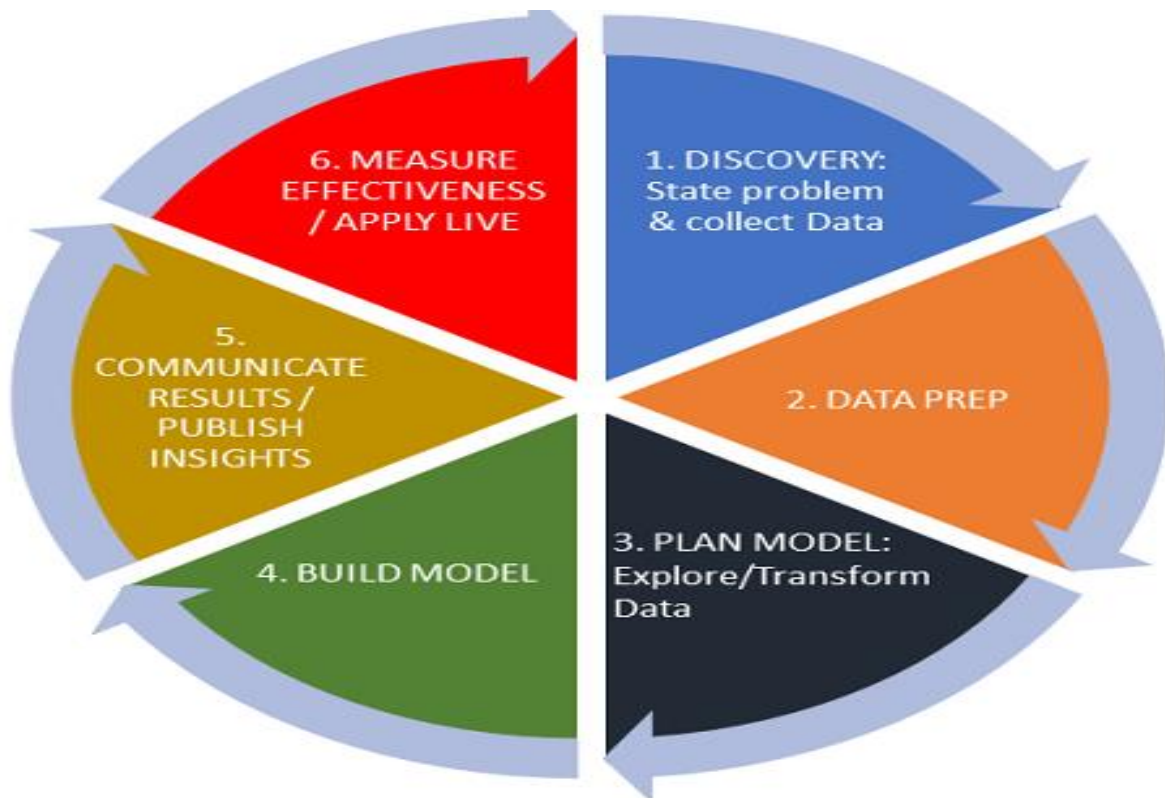 1. DISCOVERY:
State problem
& collect Data
2. DATA PREP
3. PLAN MODEL:
Explore/Transform
Data
4. BUILD MODEL
5.
COMMUNICATE
RESULTS /
PUBLISH
INSIGHTS
6. MEASURE
EFFECTIVENESS
/ APPLY LIVE